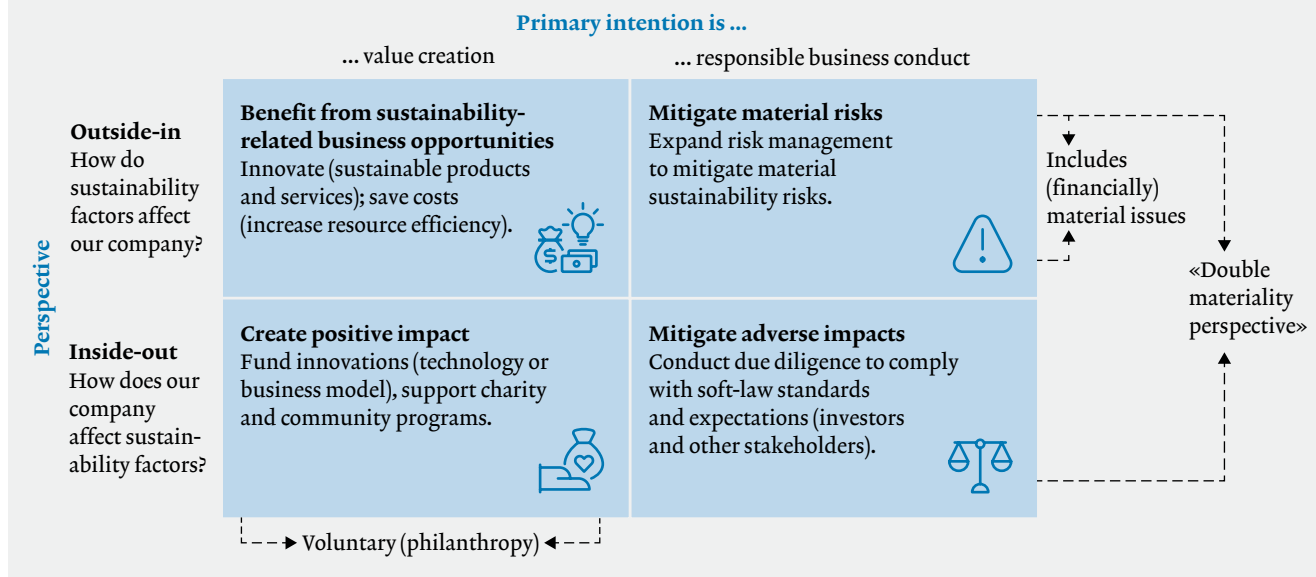 Primary intention is ...
... value creation
... responsible business conduct
Perspective
Outside-in
How do
sustainability
factors affect
our company?
Benefit from sustainability-
related business opportunities
Innovate (sustainable products
and services); save costs
(increase resource efficiency).
$
Mitigate material risks
Expand risk management
to mitigate material
sustainability risks.
Includes
(financially)
material issues
«Double
materiality
perspective»
Inside-out
How does our
company
affect sustain-
ability factors?
Create positive impact
Fund innovations (technology or
business model), support charity
and community programs.
Mitigate adverse impacts
Conduct due diligence to comply
with soft-law standards
and expectations (investors
and other stakeholders).
Voluntary (philanthropy)